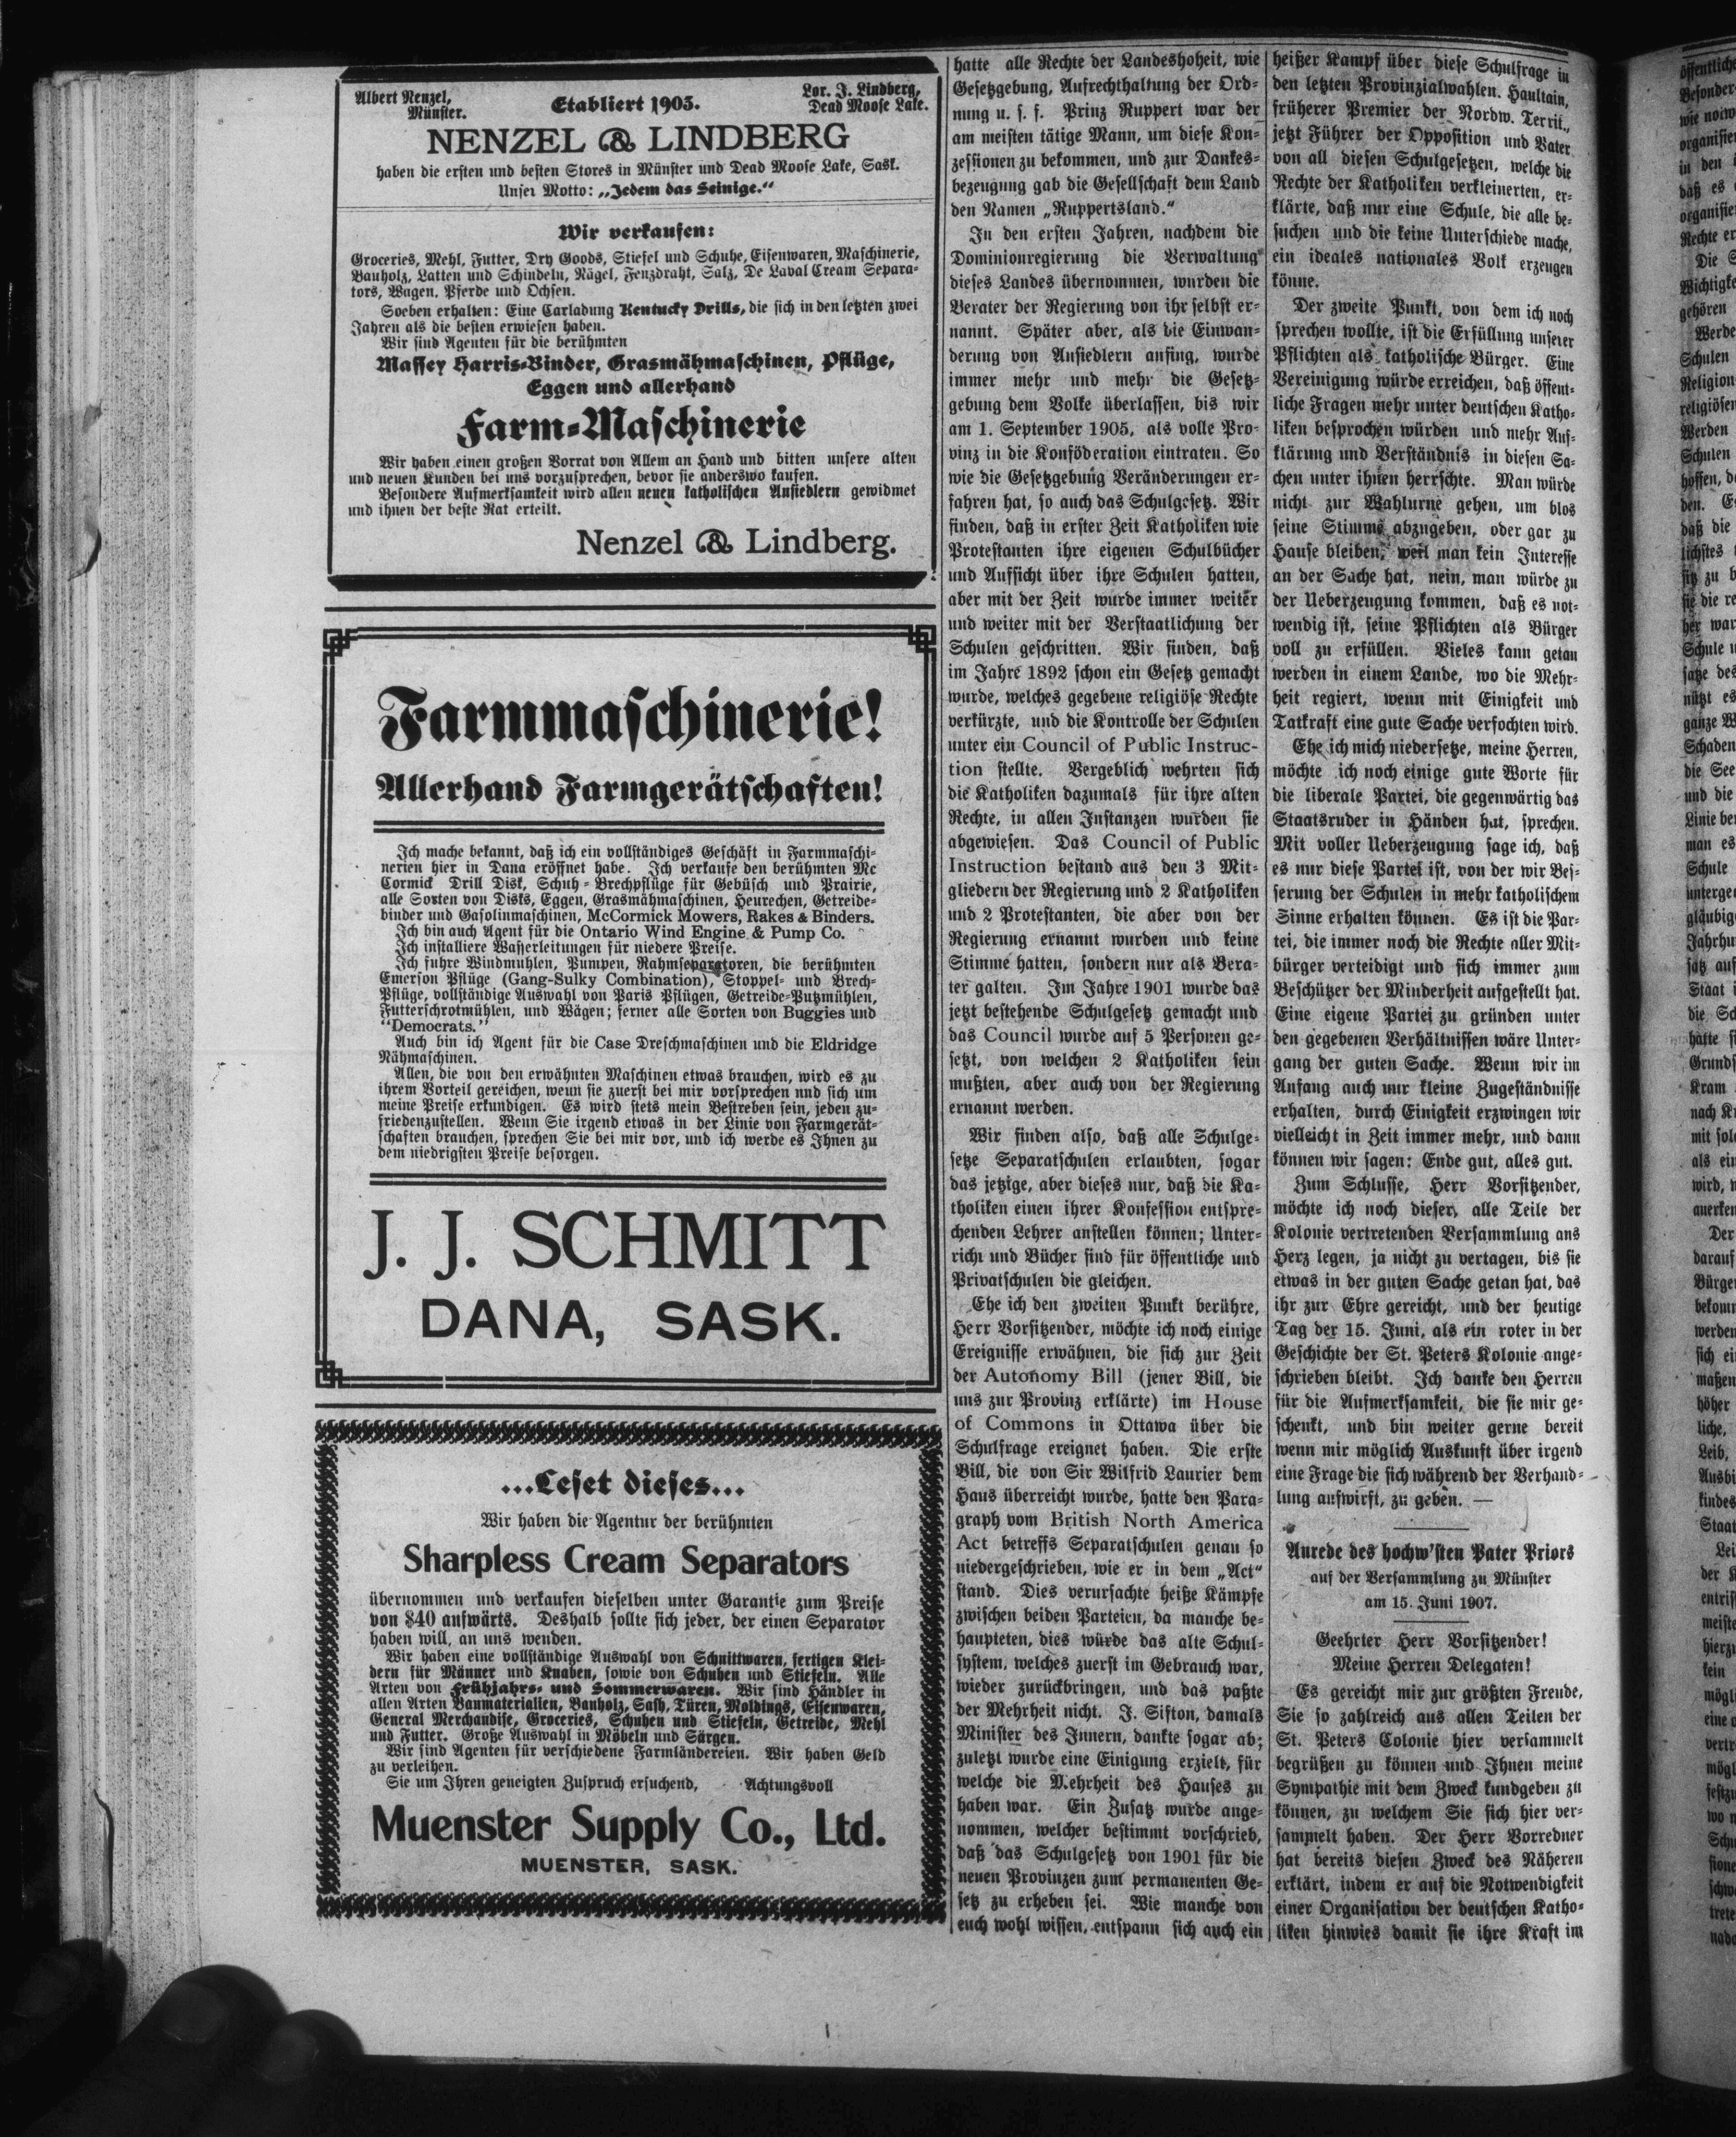 Albert Nenzel,
Münster.
Etabliert 1905.
Lor. J. Lindberg,
Dead Moose Lake.
NENZEL & LINDBERG
haben die ersten und besten Stores in Münster und Dead Moose Lake, Sask.
Unser Motto: „Jedem das Seinige.“
Wir verkaufen:
Groceries, Mehl, Futter, Dry Goods, Stiefel und Schuhe, Eisenwaren, Maschinerie,
Bauholz, Latten und Schindeln, Nägel, Fenzdraht, Salz, De Laval Cream Separa-
tors, Wagen, Pferde und Ochsen.
Soeben erhalten: Eine Carladung Kentucky Drills, die sich in den letzten zwei
Jahren als die besten erwiesen haben.
Wir sind Agenten für die berühmten
Massey Harris-Binder, Grasmähmaschinen, Pflüge,
Eggen und allerhand
Farm-Maschinerie
Wir haben einen großen Vorrat von Allem an Hand und bitten unsere alten
und neuen Kunden bei uns vorzusprechen, bevor sie anderswo kaufen.
Besondere Aufmerksamkeit wird allen neuen katholischen Ansiedlern gewidmet
und ihnen der beste Rat erteilt.
Nenzel & Lindberg.
Farmmaschinerie!
Allerhand Farmgerätschaften!
Ich mache bekannt, daß ich ein vollständiges Geschäft in Farmmaschi-
nerien hier in Dana eröffnet habe. Ich verkaufe den berühmten Mc
Cormick Drill Disk, Schuh-Brechpflüge für Gebüsch und Prairie,
alle Sorten von Disks, Eggen, Grasmähmaschinen, Heurechen, Getreide-
binder und Gasolinmaschinen, McCormick Mowers, Rakes & Binders.
Ich bin auch Agent für die Ontario Wind Engine & Pump Co.
Ich installiere Waßerleitungen für niedere Preise.
Ich fuhre Windmuhlen, Pumpen, Rahmseparatoren, die berühmten
Emerson Pflüge (Gang-Sulky Combination), Stoppel- und Brech-
Pflüge, vollständige Auswahl von Paris Pflügen, Getreide-Putzmühlen,
Futterschrotmühlen, und Wägen; ferner alle Sorten von Buggies und
“Democrats.”
Auch bin ich Agent für die Case Dreschmaschinen und die Eldridge
Nähmaschinen.
Allen, die von den erwähnten Maschinen etwas brauchen, wird es zu
ihrem Vorteil gereichen, wenn sie zuerst bei mir vorsprechen und sich um
meine Preise erkundigen. Es wird stets mein Bestreben sein, jeden zu-
friedenzustellen. Wenn Sie irgend etwas in der Linie von Farmgerät-
schaften brauchen, sprechen Sie bei mir vor, und ich werde es Ihnen zu
dem niedrigsten Preise besorgen.
J. J. SCHMITT
DANA, SASK.
...Leset dieses...
Wir haben die Agentur der berühmten
Sharpless Cream Separators
übernommen und verkaufen dieselben unter Garantie zum Preise
von $40 aufwärts. Deshalb sollte sich jeder, der einen Separator
haben will, an uns wenden.
Wir haben eine vollständige Auswahl von Schnittwaren, fertigen Klei-
dern für Männer und Knaben, sowie von Schuhen und Stiefeln. Alle
Arten von Frühjahrs- und Sommerwaren. Wir sind Händler in
allen Arten Baumaterialien, Bauholz, Sash, Türen, Moldings, Eisenwaren,
General Merchandise, Groceries, Schuhen und Stiefeln, Getreide, Mehl
und Futter. Große Auswahl in Möbeln und Särgen.
Wir sind Agenten für verschiedene Farmländereien. Wir haben Geld
zu verleihen.
Sie um Ihren geneigten Zuspruch ersuchend, Achtungsvoll
Muenster Supply Co., Ltd.
MUENSTER, SASK.
hatte alle Rechte der Landeshoheit, wie
Gesetzgebung, Aufrechthaltung der Ord-
nung u. s. f. Prinz Ruppert war der
am meisten tätige Mann, um diese Kon-
zessionen zu bekommen, und zur Dankes-
bezeugung gab die Gesellschaft dem Land
den Namen „Ruppertsland.“
In den ersten Jahren, nachdem die
Dominionregierung die Verwaltung
dieses Landes übernommen, wurden die
Berater der Regierung von ihr selbst er-
nannt. Später aber, als die Einwan-
derung von Ansiedlern anfing, wurde
immer mehr und mehr die Gesetz-
gebung dem Volke überlassen, bis wir
am 1. September 1905, als volle Pro-
vinz in die Konföderation eintraten. So
wie die Gesetzgebung Veränderungen er-
fahren hat, so auch das Schulgesetz. Wir
finden, daß in erster Zeit Katholiken wie
Protestanten ihre eigenen Schulbücher
und Aufsicht über ihre Schulen hatten,
aber mit der Zeit wurde immer weiter
und weiter mit der Verstaatlichung der
Schulen geschritten. Wir finden, daß
im Jahre 1892 schon ein Gesetz gemacht
wurde, welches gegebene religiöse Rechte
verkürzte, und die Kontrolle der Schulen
unter ein Council of Public Instruc-
tion stellte. Vergeblich wehrten sich
die Katholiken dazumals für ihre alten
Rechte, in allen Instanzen wurden sie
abgewiesen. Das Council of Public
Instruction bestand aus den 3 Mit-
gliedern der Regierung und 2 Katholiken
und 2 Protestanten, die aber von der
Regierung ernannt wurden und keine
Stimme hatten, sondern nur als Bera-
ter galten. Im Jahre 1901 wurde das
jetzt bestehende Schulgesetz gemacht und
das Council wurde auf 5 Personen ge-
setzt, von welchen 2 Katholiken sein
mußten, aber auch von der Regierung
ernannt werden.
Wir finden also, daß alle Schulge-
setze Separatschulen erlaubten, sogar
das jetzige, aber dieses nur, daß die Ka-
tholiken einen ihrer Konfession entspre-
chenden Lehrer anstellen können; Unter-
richt und Bücher sind für öffentliche und
Privatschulen die gleichen.
Ehe ich den zweiten Punkt berühre,
Herr Vorsitzender, möchte ich noch einige
Ereignisse erwähnen, die sich zur Zeit
der Autonomy Bill (jener Bill, die
uns zur Provinz erklärte) im House
of Commons in Ottawa über die
Schulfrage ereignet haben. Die erste
Bill, die von Sir Wilfrid Laurier dem
Haus überreicht wurde, hatte den Para-
graph vom British North America
Act betreffs Separatschulen genau so
niedergeschrieben, wie er in dem „Act“
stand. Dies verursachte heiße Kämpfe
zwischen beiden Parteien, da manche be-
haupteten, dies würde das alte Schul-
system, welches zuerst im Gebrauch war,
wieder zurückbringen, und das paßte
der Mehrheit nicht. J. Sifton, damals
Minister des Innern, dankte sogar ab;
zuletzt wurde eine Einigung erzielt, für
welche die Mehrheit des Hauses zu
haben war. Ein Zusatz wurde ange-
nommen, welcher bestimmt vorschrieb,
daß das Schulgesetz von 1901 für die
neuen Provinzen zum permanenten Ge-
setz zu erheben sei. Wie manche von
euch wohl wissen, entspann sich auch ein
heißer Kampf über diese Schulfrage in
den letzten Provinzialwahlen. Haultain,
früherer Premier der Nordw. Territ.,
jetzt Führer der Opposition und Vater
von all diesen Schulgesetzen, welche die
Rechte der Katholiken verkleinerten, er-
klärte, daß nur eine Schule, die alle be-
suchen und die keine Unterschiede mache,
ein ideales nationales Volk erzeugen
könne.
Der zweite Punkt, von dem ich noch
sprechen wollte, ist die Erfüllung unserer
Pflichten als katholische Bürger. Eine
Vereinigung würde erreichen, daß öffent-
liche Fragen mehr unter deutschen Katho-
liken besprochen würden und mehr Auf-
klärung und Verständnis in diesen Sa-
chen unter ihnen herrschte. Man würde
nicht zur Wahlurne gehen, um blos
seine Stimme abzugeben, oder gar zu
Hause bleiben, weil man kein Interesse
an der Sache hat, nein, man würde zu
der Ueberzeugung kommen, daß es not-
wendig ist, seine Pflichten als Bürger
voll zu erfüllen. Vieles kann getan
werden in einem Lande, wo die Mehr-
heit regiert, wenn mit Einigkeit und
Tatkraft eine gute Sache verfochten wird.
Ehe ich mich niedersetze, meine Herren,
möchte ich noch einige gute Worte für
die liberale Partei, die gegenwärtig das
Staatsruder in Händen hat, sprechen.
Mit voller Ueberzeugung sage ich, daß
es nur diese Partei ist, von der wir Bes-
serung der Schulen in mehr katholischem
Sinne erhalten können. Es ist die Par-
tei, die immer noch die Rechte aller Mit-
bürger verteidigt und sich immer zum
Beschützer der Minderheit aufgestellt hat.
Eine eigene Partei zu gründen unter
den gegebenen Verhältnissen wäre Unter-
gang der guten Sache. Wenn wir im
Anfang auch nur kleine Zugeständnisse
erhalten, durch Einigkeit erzwingen wir
vielleicht in Zeit immer mehr, und dann
können wir sagen: Ende gut, alles gut.
Zum Schlusse, Herr Vorsitzender,
möchte ich noch dieser, alle Teile der
Kolonie vertretenden Versammlung ans
Herz legen, ja nicht zu vertagen, bis sie
etwas in der guten Sache getan hat, das
ihr zur Ehre gereicht, und der heutige
Tag der 15. Juni, als ein roter in der
Geschichte der St. Peters Kolonie ange-
schrieben bleibt. Ich danke den Herren
für die Aufmerksamkeit, die sie mir ge-
schenkt, und bin weiter gerne bereit
wenn mir möglich Auskunft über irgend
eine Frage die sich während der Verhand-
lung aufwirft, zu geben. —
Anrede des hochw'sten Pater Priors
auf der Versammlung zu Münster
am 15. Juni 1907.
Geehrter Herr Vorsitzender!
Meine Herren Delegaten!
Es gereicht mir zur größten Freude,
Sie so zahlreich aus allen Teilen der
St. Peters Colonie hier versammelt
begrüßen zu können und Ihnen meine
Sympathie mit dem Zweck kundgeben zu
können, zu welchem Sie sich hier ver-
sammelt haben. Der Herr Vorredner
hat bereits diesen Zweck des Näheren
erklärt, indem er auf die Notwendigkeit
einer Organisation der deutschen Katho-
liken hinwies damit sie ihre Kraft im